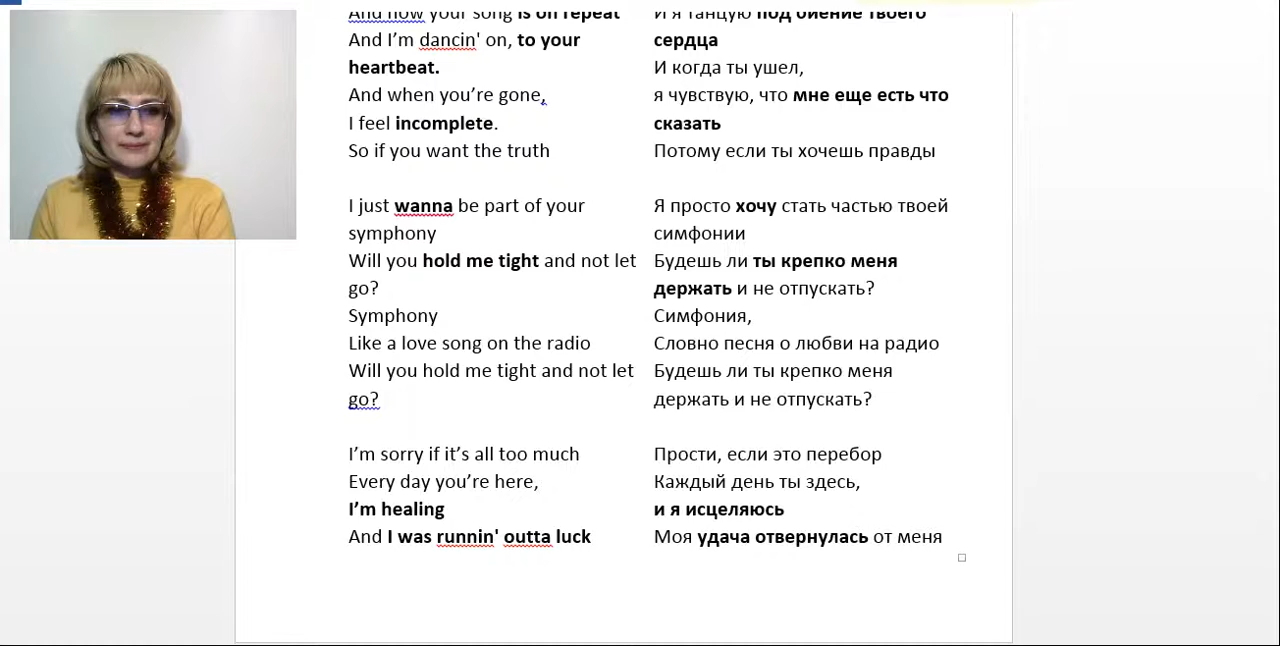 And now your song is on repeat
And I’m dancin' on, to your
heartbeat.
And when you’re gone,
I feel incomplete.
So if you want the truth
I just wanna be part of your
symphony
Will you hold me tight and not let
go?
Symphony
Like a love song on the radio
Will you hold me tight and not let
go?
I’m sorry if it’s all too much
Every day you’re here,
I’m healing
And I was runnin' outta luck
И я танцую под биение твоего
сердца
И когда ты ушел,
я чувствую, что мне еще есть что
сказать
Потому если ты хочешь правды
Я просто хочу стать частью твоей
симфонии
Будешь ли ты крепко меня
держать и не отпускать?
Симфония,
Словно песня о любви на радио
Будешь ли ты крепко меня
держать и не отпускать?
Прости, если это перебор
Каждый день ты здесь,
и я исцеляюсь
Моя удача отвернулась от меня